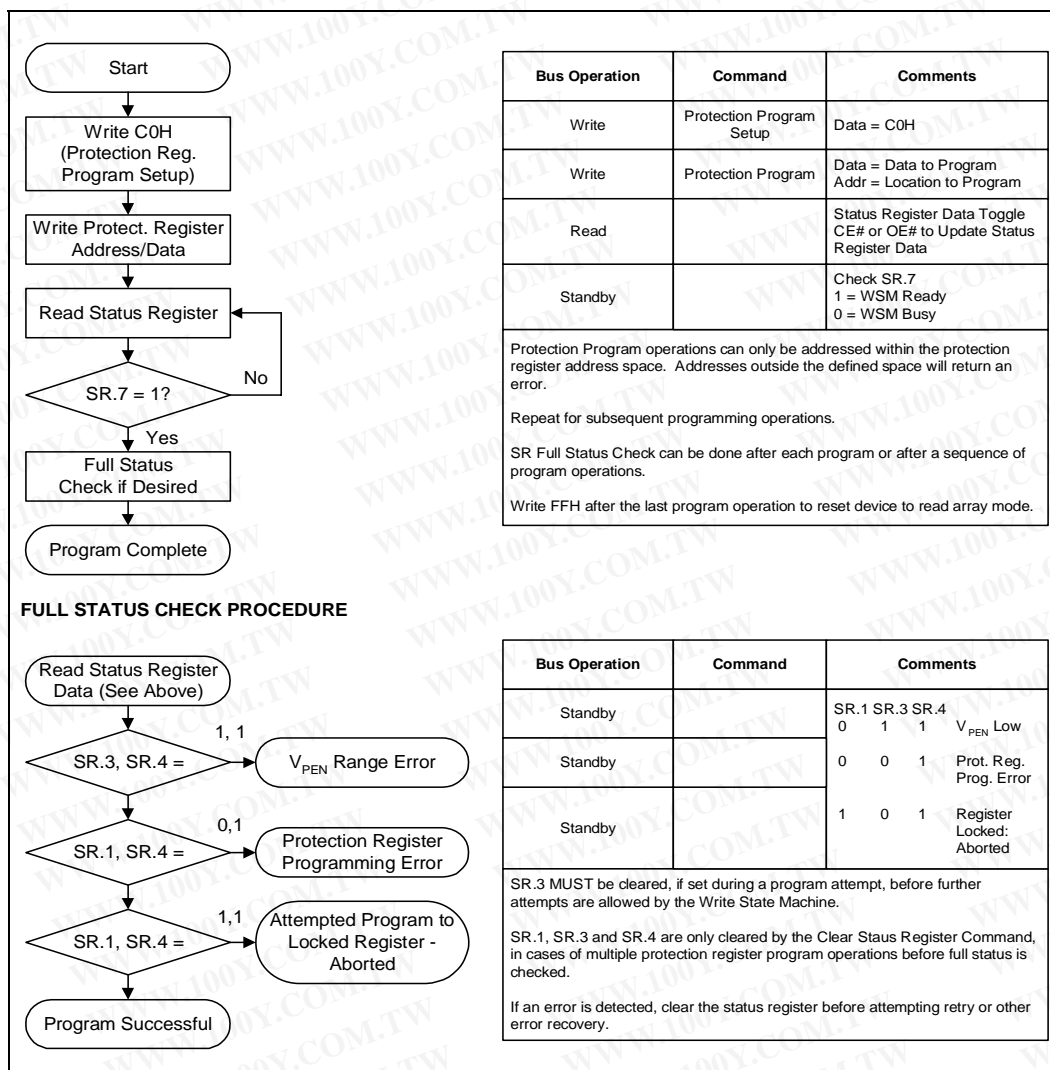 Start
Write C0H
(Protection Reg.
Program Setup)
Write Protect. Register
Address/Data
Read Status Register
SR.7 = 1?
No
Yes
Full Status
Check if Desired
Program Complete
Bus Operation Command Comments
Write Protection Program Setup Data = C0H
Write Protection Program Data = Data to Program
Addr = Location to Program
Read Status Register Data Toggle
CE# or OE# to Update Status
Register Data
Standby Check SR.7
1 = WSM Ready
0 = WSM Busy
Protection Program operations can only be addressed within the protection
register address space. Addresses outside the defined space will return an
error.
Repeat for subsequent programming operations.
SR Full Status Check can be done after each program or after a sequence of
program operations.
Write FFH after the last program operation to reset device to read array mode.
FULL STATUS CHECK PROCEDURE
Read Status Register
Data (See Above)
SR.3, SR.4 =
1, 1
VPEN Range Error
SR.1, SR.4 =
0,1
Protection Register
Programming Error
SR.1, SR.4 =
1,1
Attempted Program to
Locked Register -
Aborted
Program Successful
Bus Operation Command Comments
Standby SR.1 SR.3 SR.4
0 1 1 VPEN Low
Standby 0 0 1 Prot. Reg.
Prog. Error
Standby 1 0 1 Register
Locked:
Aborted
SR.3 MUST be cleared, if set during a program attempt, before further
attempts are allowed by the Write State Machine.
SR.1, SR.3 and SR.4 are only cleared by the Clear Staus Register Command,
in cases of multiple protection register program operations before full status is
checked.
If an error is detected, clear the status register before attempting retry or other
error recovery.
WWW.100Y.COM.TW